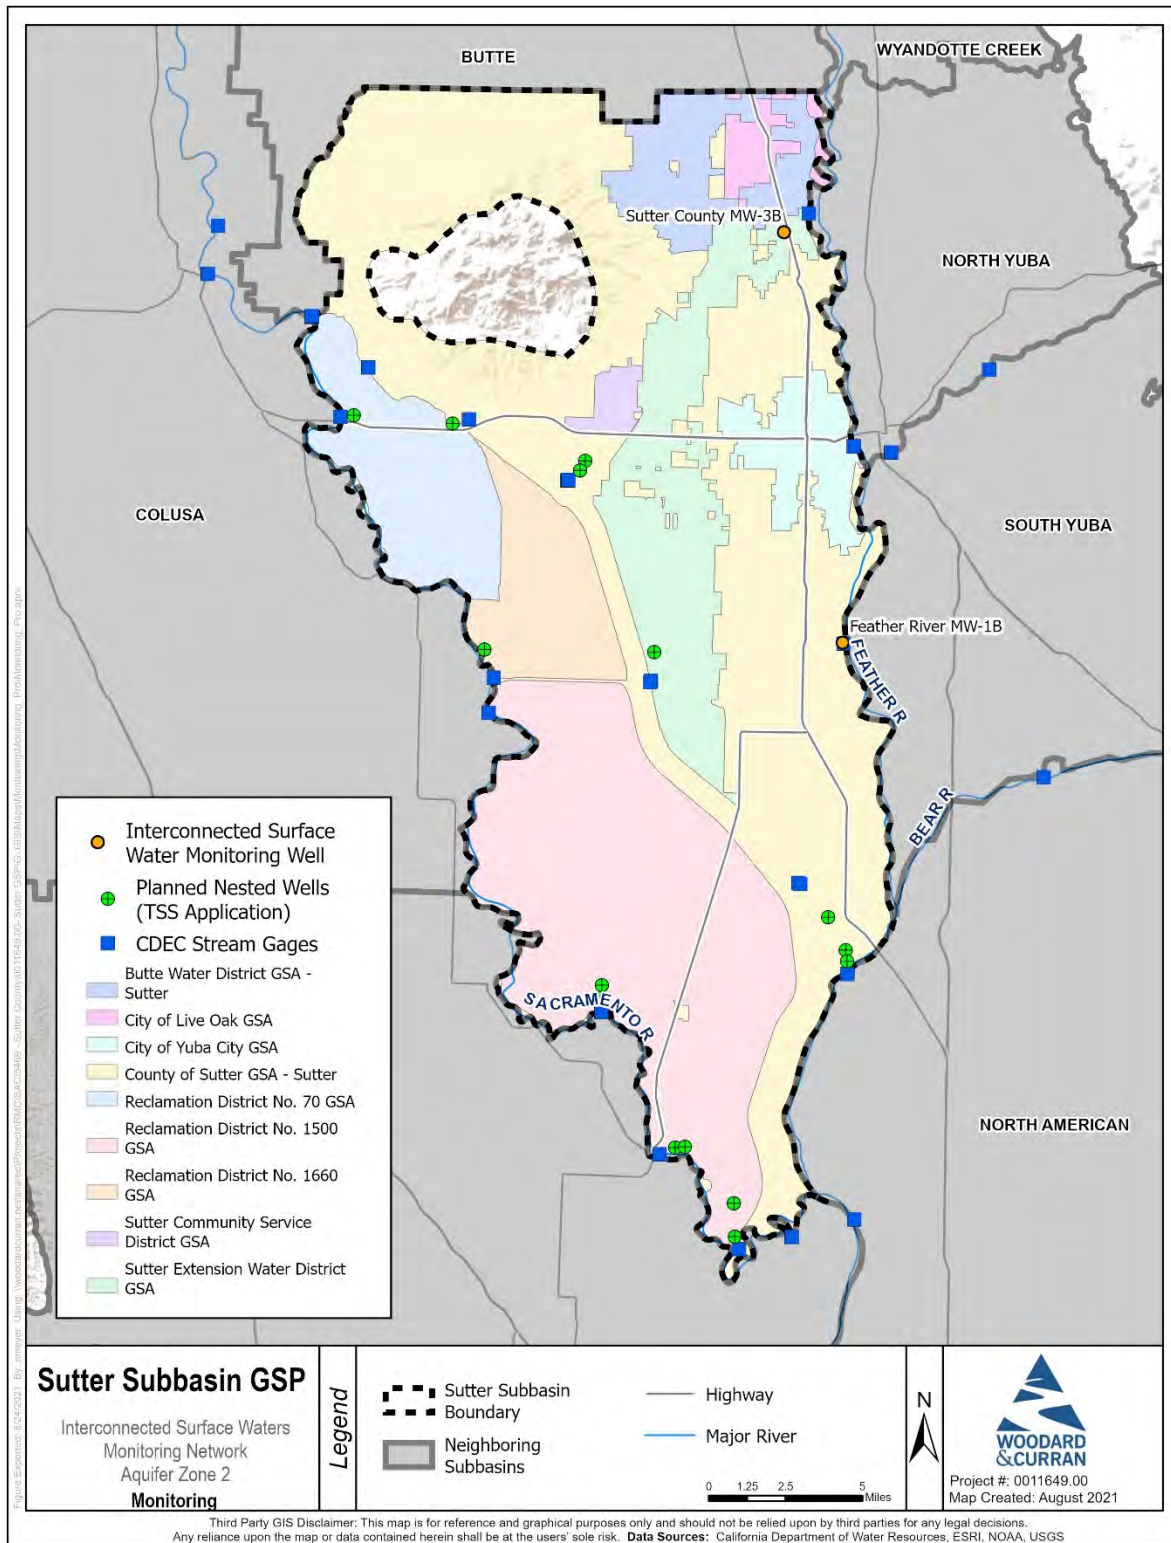 BUTTE
WYANDOTTE CREEK
Sutter County MW-3B
NORTH YUBA
COLUSA
SOUTH YUBA
Feather River MW-1B
FEATHER R
BEAR R
SACRAMENTO R
NORTH AMERICAN
Interconnected Surface
Water Monitoring Well
Planned Nested Wells
(TSS Application)
CDEC Stream Gages
Butte Water District GSA -
Sutter
City of Live Oak GSA
City of Yuba City GSA
County of Sutter GSA - Sutter
Reclamation District No. 70 GSA
Reclamation District No. 1500
GSA
Reclamation District No. 1660
GSA
Sutter Community Service
District GSA
Sutter Extension Water District
GSA
Sutter Subbasin GSP
Interconnected Surface Waters
Monitoring Network
Aquifer Zone 2
Monitoring
Legend
Sutter Subbasin
Boundary
Neighboring
Subbasins
Highway
Major River
0 1.25 2.5 5
Miles
N
WOODARD
&CURRAN
Project #: 0011649.00
Map Created: August 2021
Third Party GIS Disclaimer: This map is for reference and graphical purposes only and should not be relied upon by third parties for any legal decisions.
Any reliance upon the map or data contained herein shall be at the users' sole risk. Data Sources: California Department of Water Resources, ESRI, NOAA, USGS